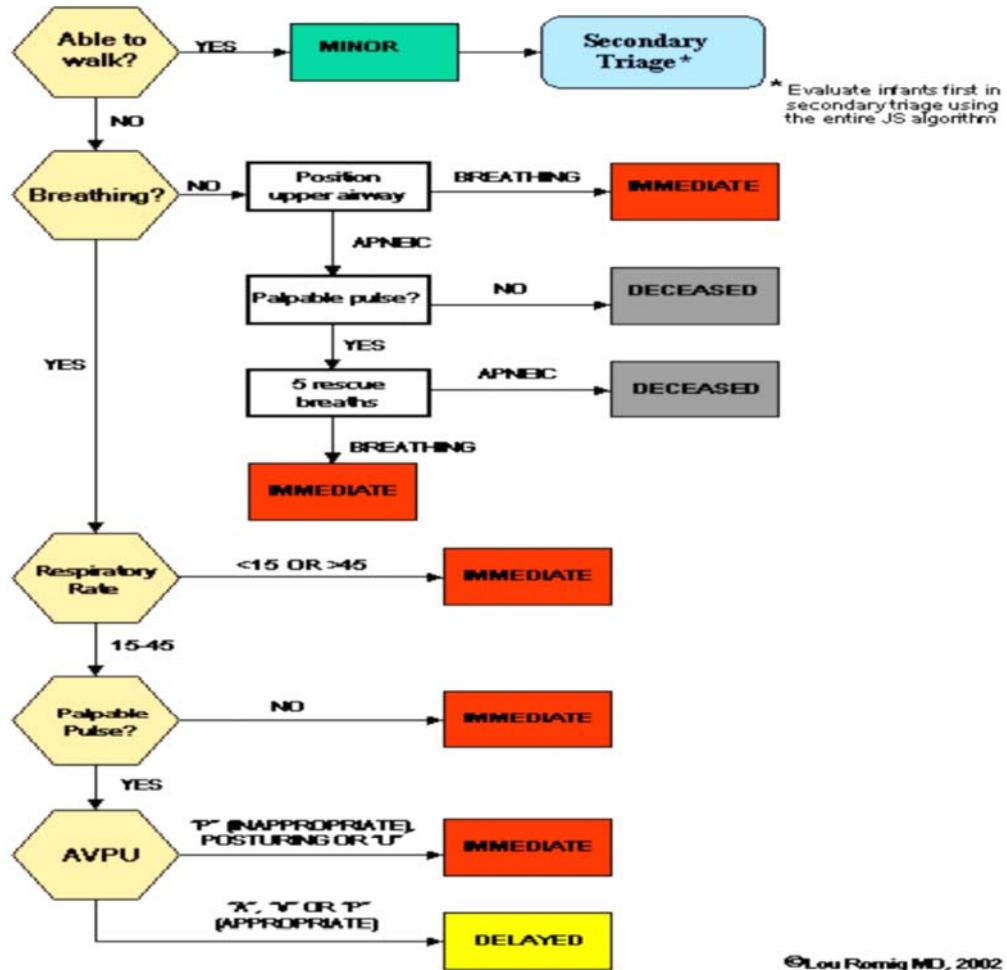 Able to
walk?
YES
MINOR
Secondary
Triage*
* Evaluate infants first in
secondary triage using
the entire JS algorithm
NO
Breathing?
NO
Position
upper airway
BREATHING
IMMEDIATE
APNEIC
Palpable pulse?
NO
DECEASED
YES
5 rescue
breaths
APNEIC
DECEASED
BREATHING
IMMEDIATE
YES
Respiratory
Rate
<15 OR >45
IMMEDIATE
15-45
Palpable
Pulse?
NO
IMMEDIATE
YES
AVPU
"P" (INAPPROPRIATE),
POSTURING OR "U"
IMMEDIATE
"A", "V" OR "P"
(APPROPRIATE)
DELAYED
©Lou Romig MD, 2002